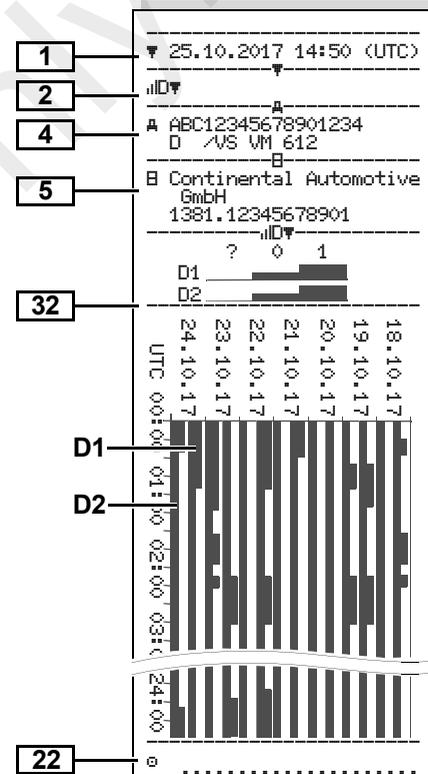 1
▼ 25.10.2017 14:50 (UTC)
2
D▼
4
ABC12345678901234
D /VS VM 612
5
Continental Automotive
GmbH
1381.12345678901
D▼
? 0 1
D1
D2
32
24.10.17
23.10.17
22.10.17
21.10.17
20.10.17
19.10.17
18.10.17
UTC 00:00 01:00 02:00 03:0
24:00
D1
D2
22